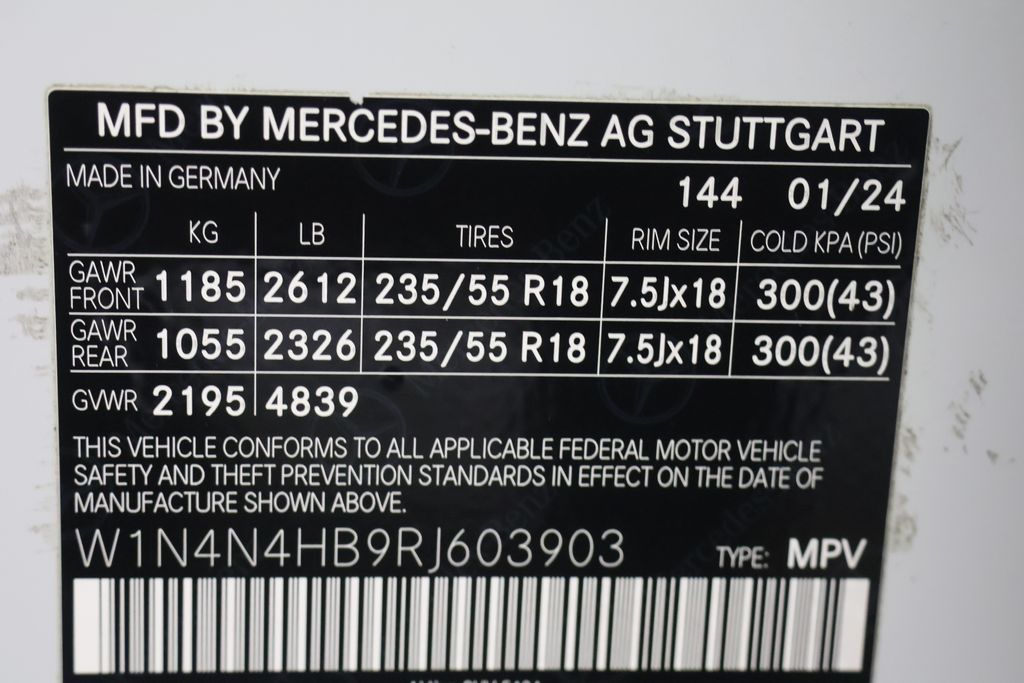 MFD BY MERCEDES-BENZ AG STUTTGART
MADE IN GERMANY
144 01/24
KG LB TIRES RIM SIZE COLD KPA (PSI)
GAWR FRONT 1185 2612 235/55 R18 7.5Jx18 300(43)
GAWR REAR 1055 2326 235/55 R18 7.5Jx18 300(43)
GVWR 2195 4839
THIS VEHICLE CONFORMS TO ALL APPLICABLE FEDERAL MOTOR VEHICLE
SAFETY AND THEFT PREVENTION STANDARDS IN EFFECT ON THE DATE OF
MANUFACTURE SHOWN ABOVE.
W1N4N4HB9RJ603903 TYPE: MPV